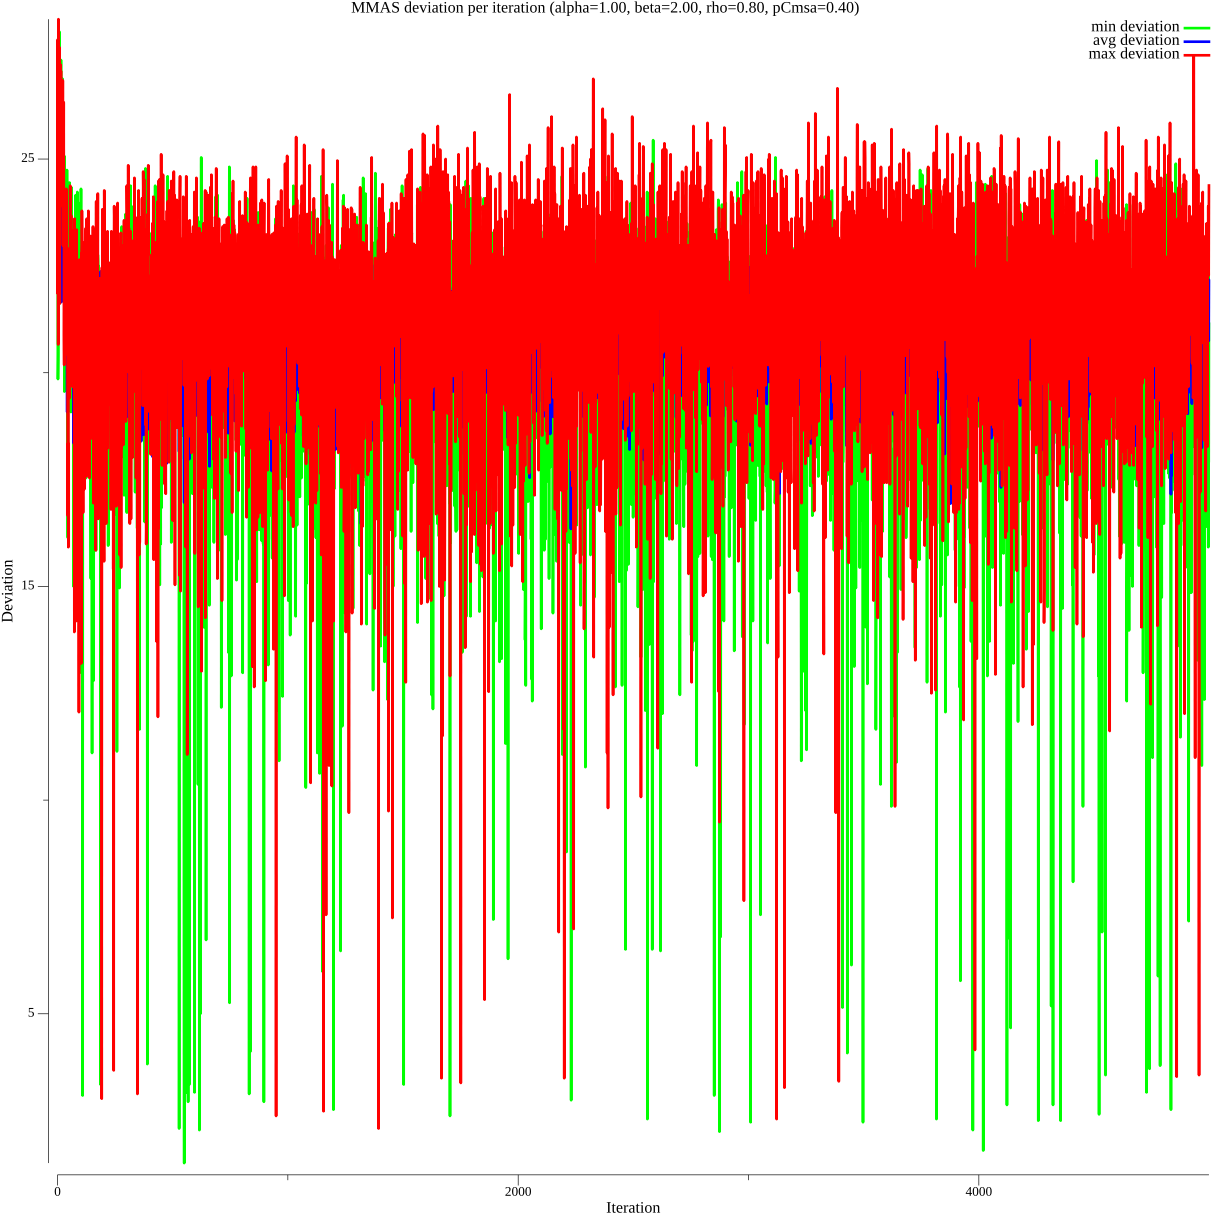 MMAS deviation per iteration (alpha=1.00, beta=2.00, rho=0.80, pCmsa=0.40)
min deviation
avg deviation
max deviation
25
15
5
Deviation
0
2000
4000
Iteration